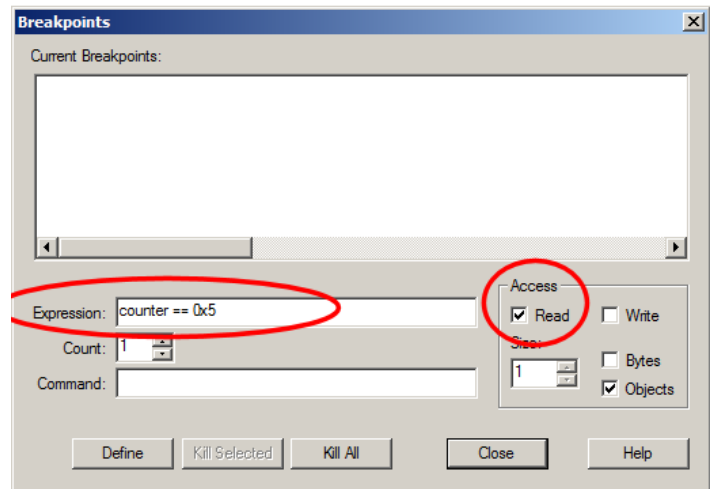 Breakpoints
Current Breakpoints:
Expression: counter == 0x5
Count: 1
Command:
Access
Read Write
Size:
1 Bytes
Objects
Define Kill Selected Kill All Close Help